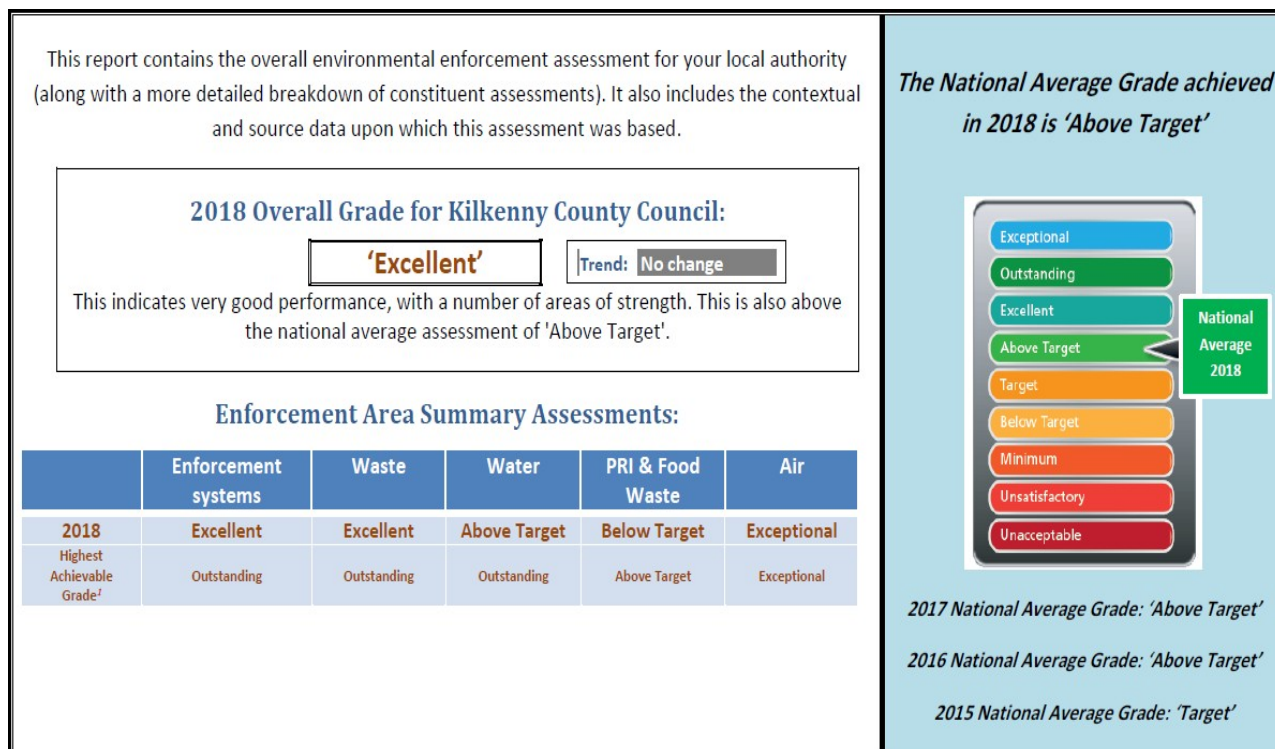 This report contains the overall environmental enforcement assessment for your local authority
(along with a more detailed breakdown of constituent assessments). It also includes the contextual
and source data upon which this assessment was based.
2018 Overall Grade for Kilkenny County Council:
‘Excellent’
Trend: No change
This indicates very good performance, with a number of areas of strength. This is also above
the national average assessment of 'Above Target'.
Enforcement Area Summary Assessments:
Enforcement systems Waste Water PRI & Food Waste Air
2018 Excellent Excellent Above Target Below Target Exceptional
Highest Achievable Grade1 Outstanding Outstanding Outstanding Above Target Exceptional
The National Average Grade achieved
in 2018 is ‘Above Target’
Exceptional
Outstanding
Excellent
Above Target
Target
Below Target
Minimum
Unsatisfactory
Unacceptable
National
Average
2018
2017 National Average Grade: ‘Above Target’
2016 National Average Grade: ‘Above Target’
2015 National Average Grade: ‘Target’